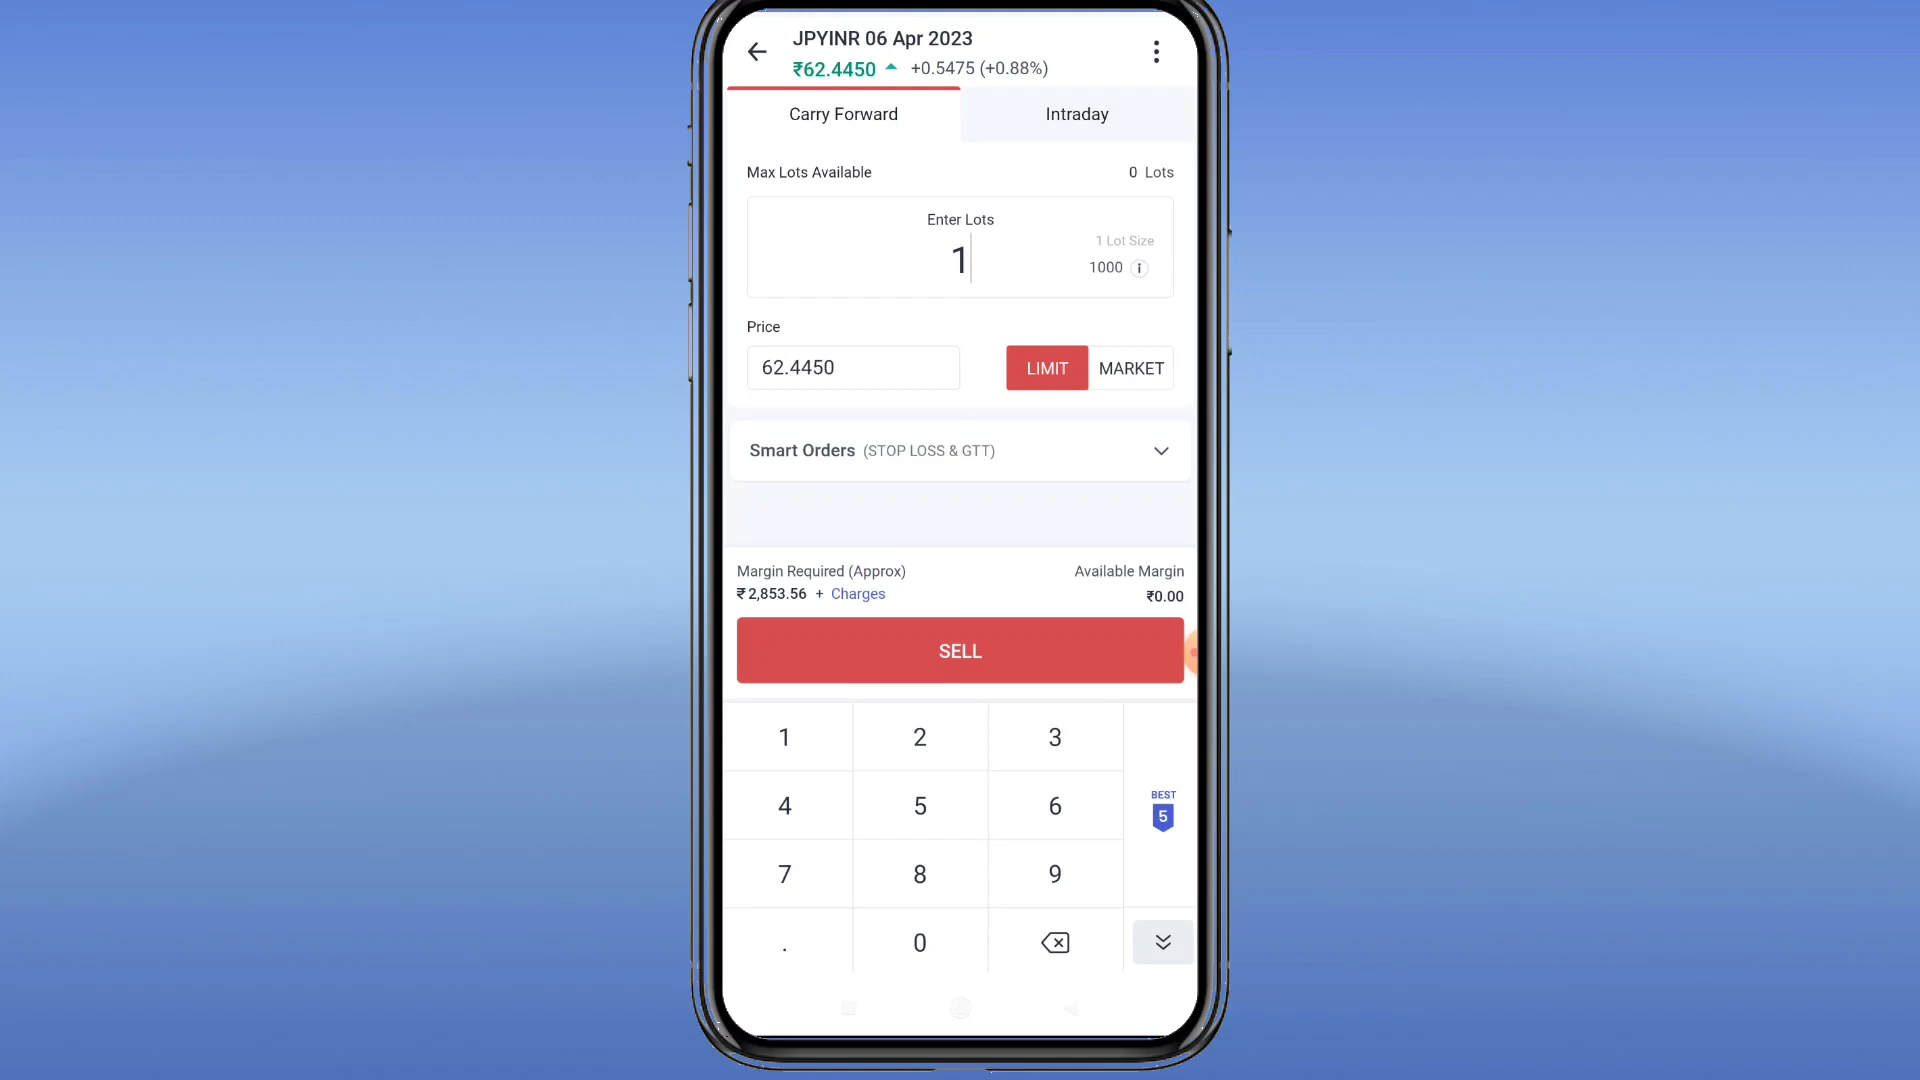 JPYINR 06 Apr 2023
₹62.4450 +0.5475 (+0.88%)
Carry Forward Intraday
Max Lots Available 0 Lots
Enter Lots
1 Lot Size
1
1000
Price
62.4450 LIMIT MARKET
Smart Orders (STOP LOSS & GTT)
Margin Required (Approx) Available Margin
₹2,853.56 + Charges ₹0.00
SELL
1 2 3
4 5 6
BEST
5
7 8 9
. 0